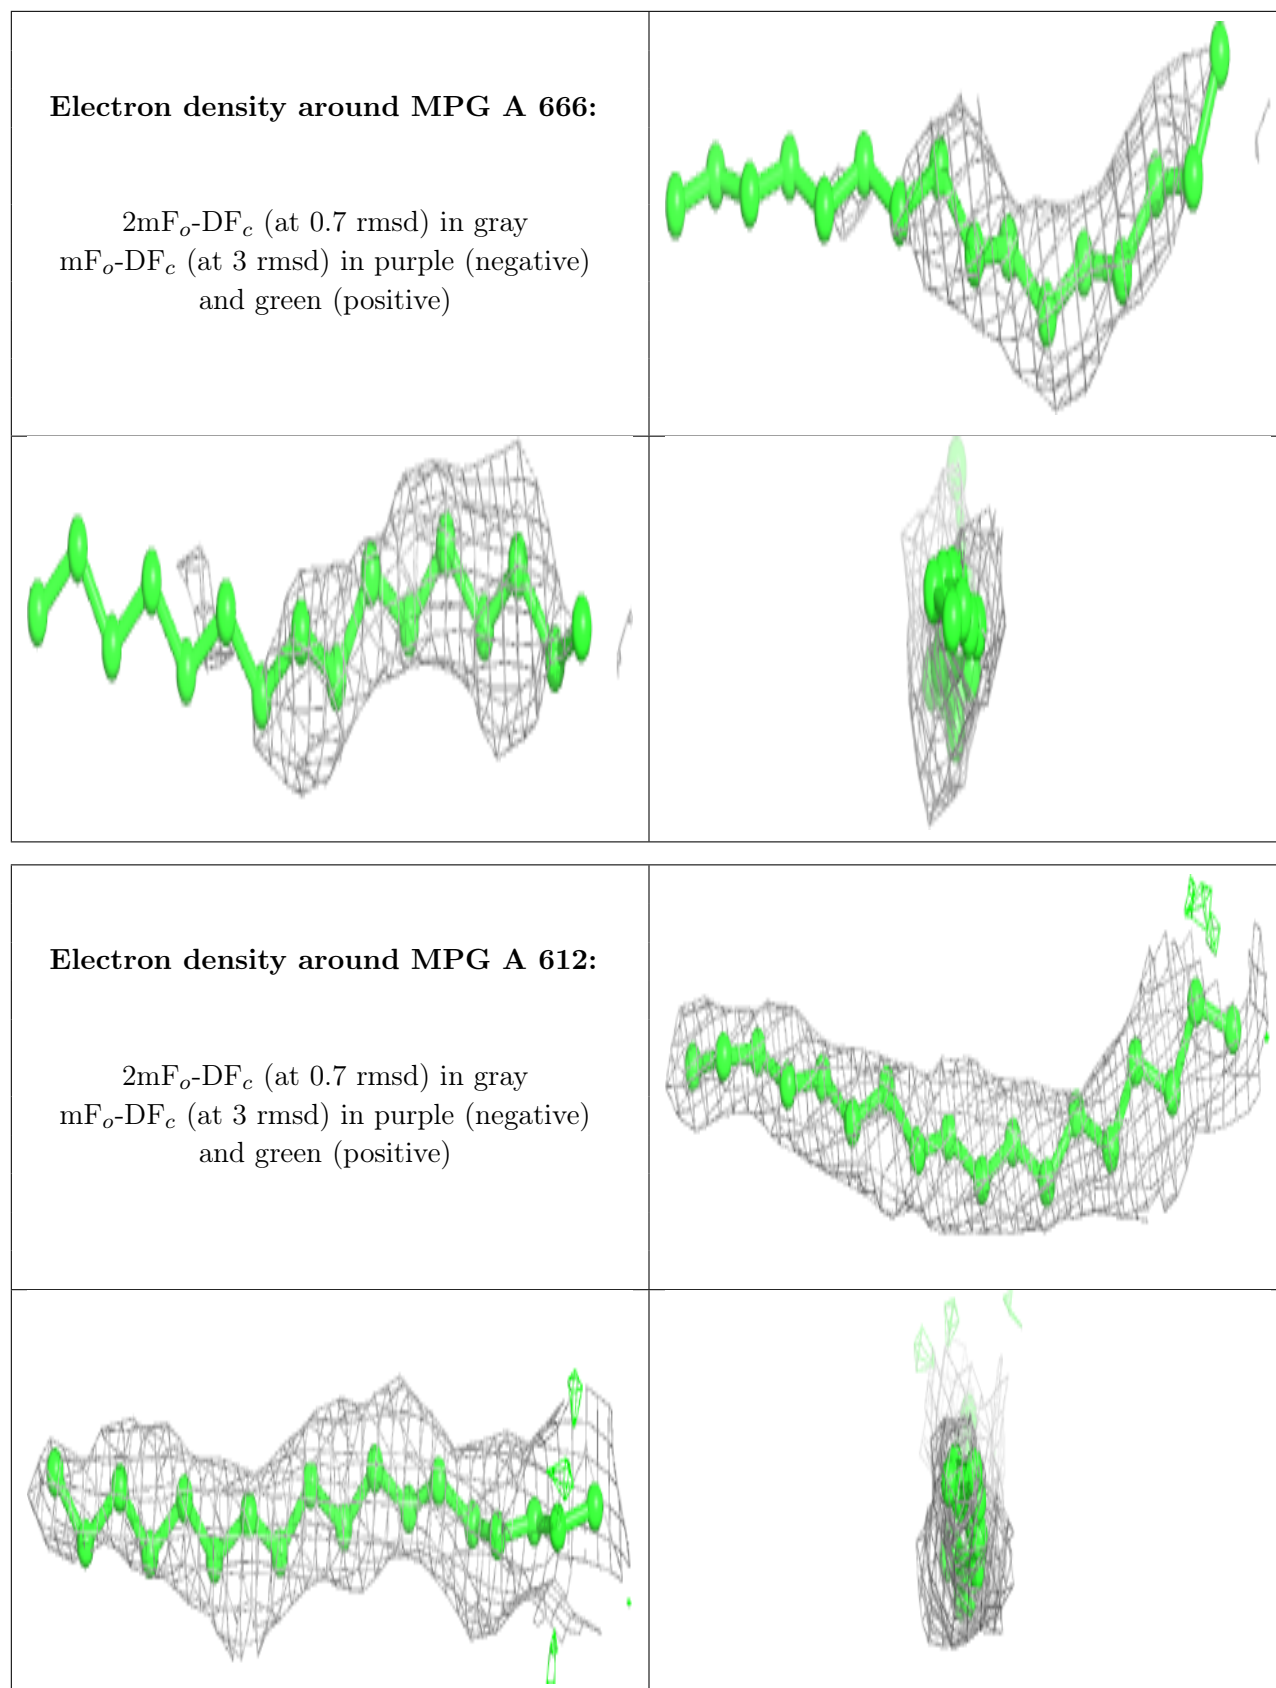 Electron density around MPG A 666:
2mFₒ-DF𝒸 (at 0.7 rmsd) in gray
mFₒ-DF𝒸 (at 3 rmsd) in purple (negative)
and green (positive)
Electron density around MPG A 612:
2mFₒ-DF𝒸 (at 0.7 rmsd) in gray
mFₒ-DF𝒸 (at 3 rmsd) in purple (negative)
and green (positive)